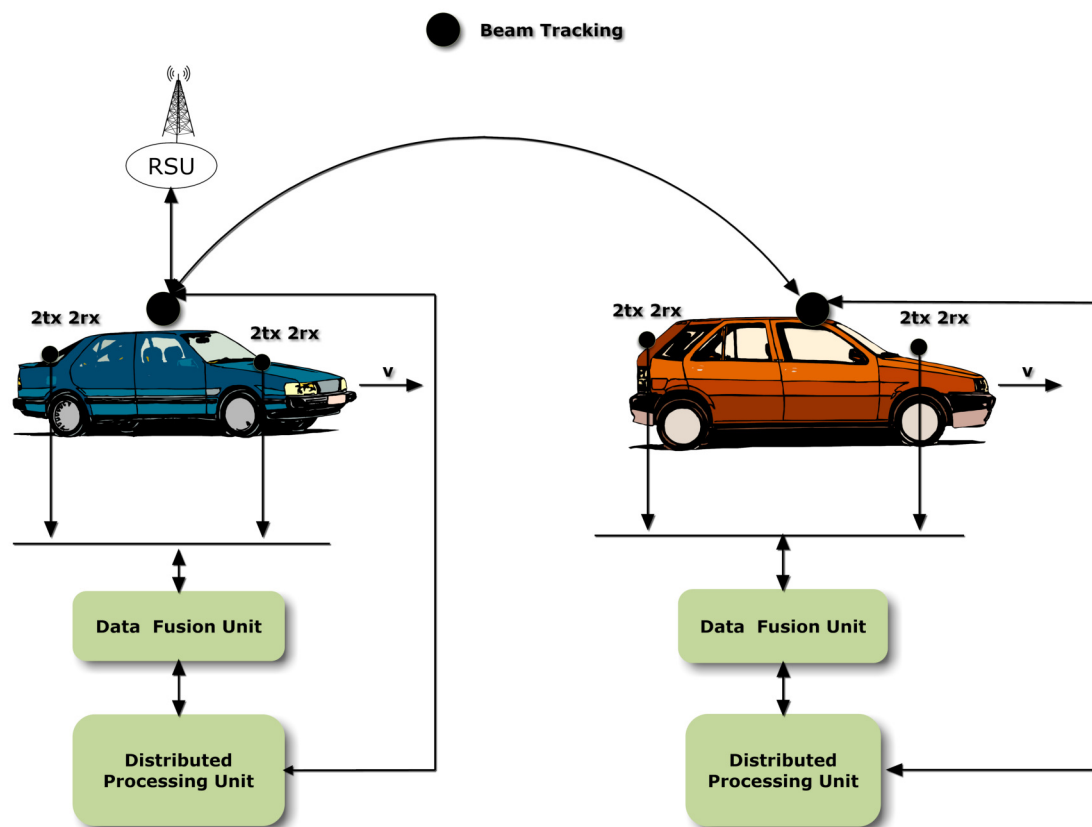 Beam Tracking
RSU
2tx 2rx
2tx 2rx
v
2tx 2rx
2tx 2rx
v
Data Fusion Unit
Data Fusion Unit
Distributed
Processing Unit
Distributed
Processing Unit